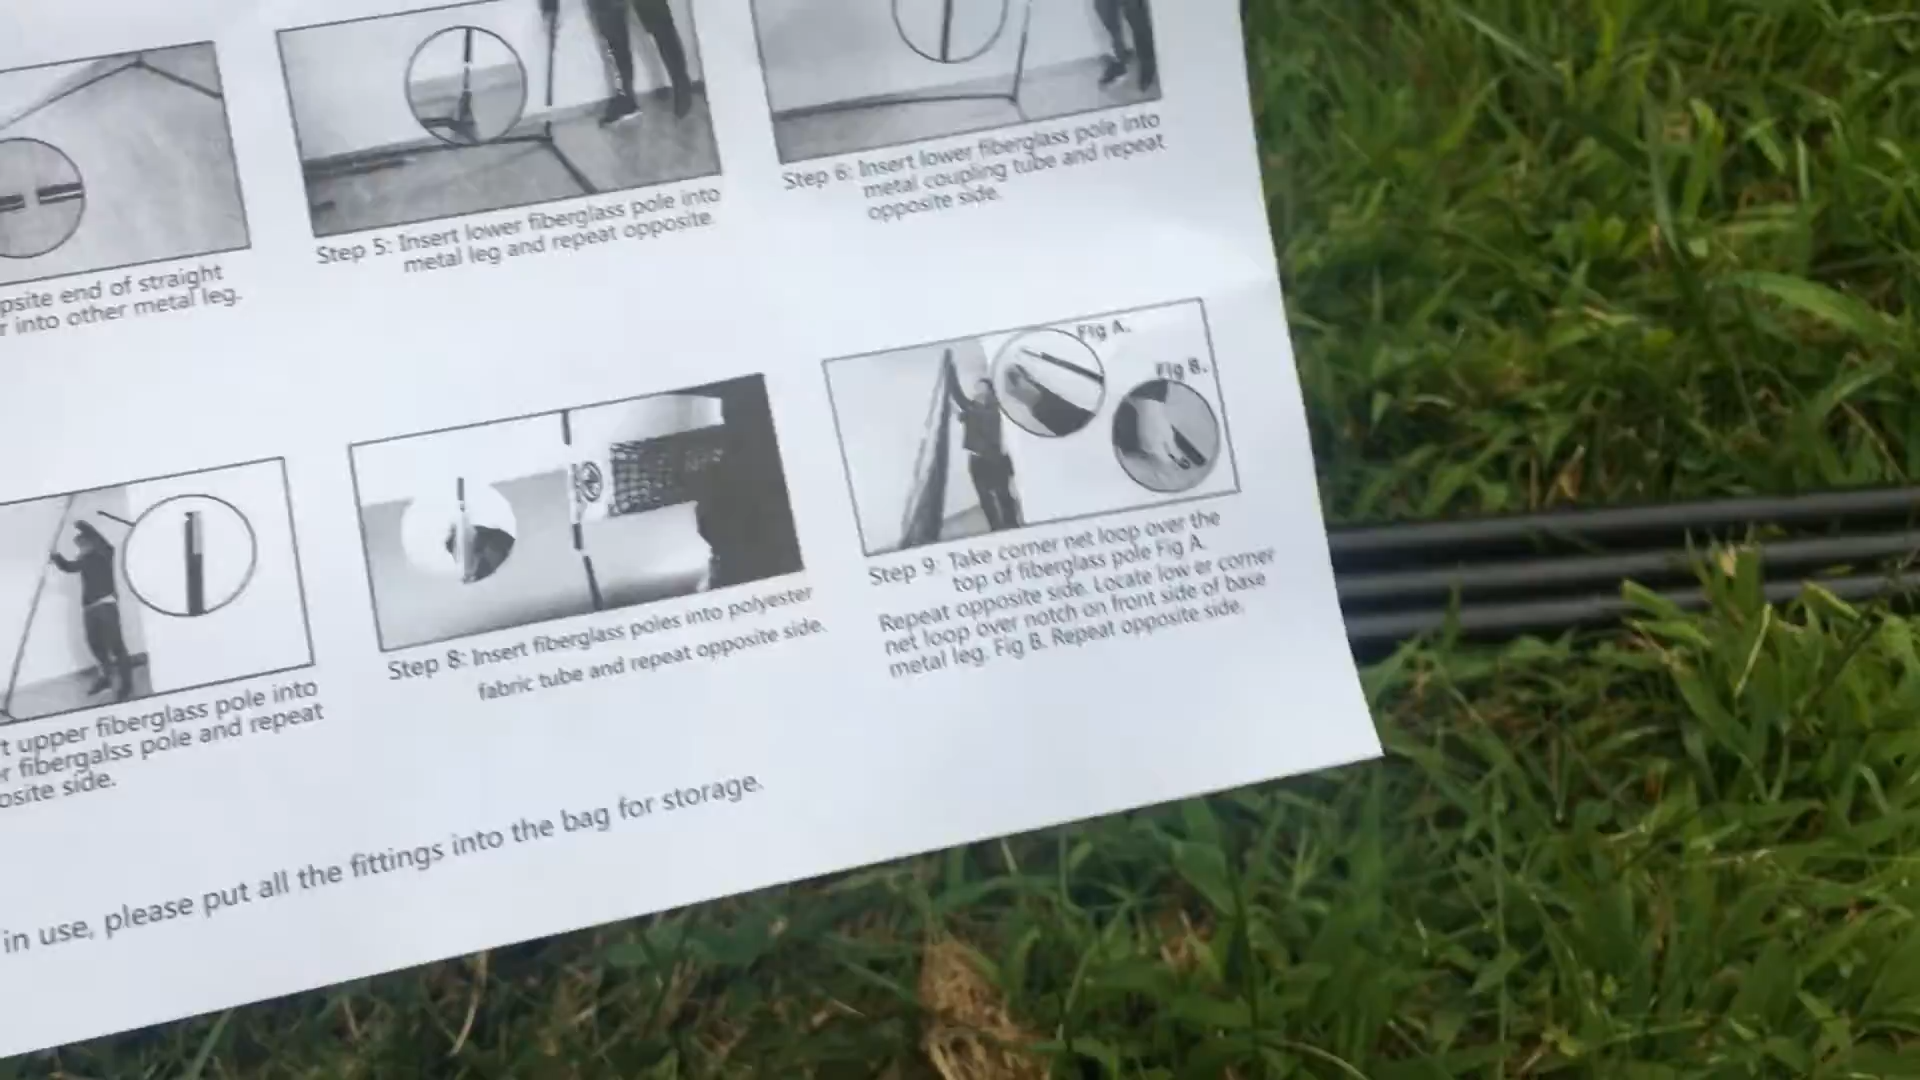 psite end of straight
r into other metal leg.
Step 5: Insert lower fiberglass pole into
metal leg and repeat opposite.
Step 6: Insert lower fiberglass pole into
metal coupling tube and repeat
opposite side.
t upper fiberglass pole into
r fibergalss pole and repeat
osite side.
Step 8: Insert fiberglass poles into polyester
fabric tube and repeat opposite side.
Fig A.
Fig B.
Step 9: Take corner net loop over the
top of fiberglass pole Fig A.
Repeat opposite side. Locate low er corner
net loop over notch on front side of base
metal leg. Fig B. Repeat opposite side.
in use, please put all the fittings into the bag for storage.